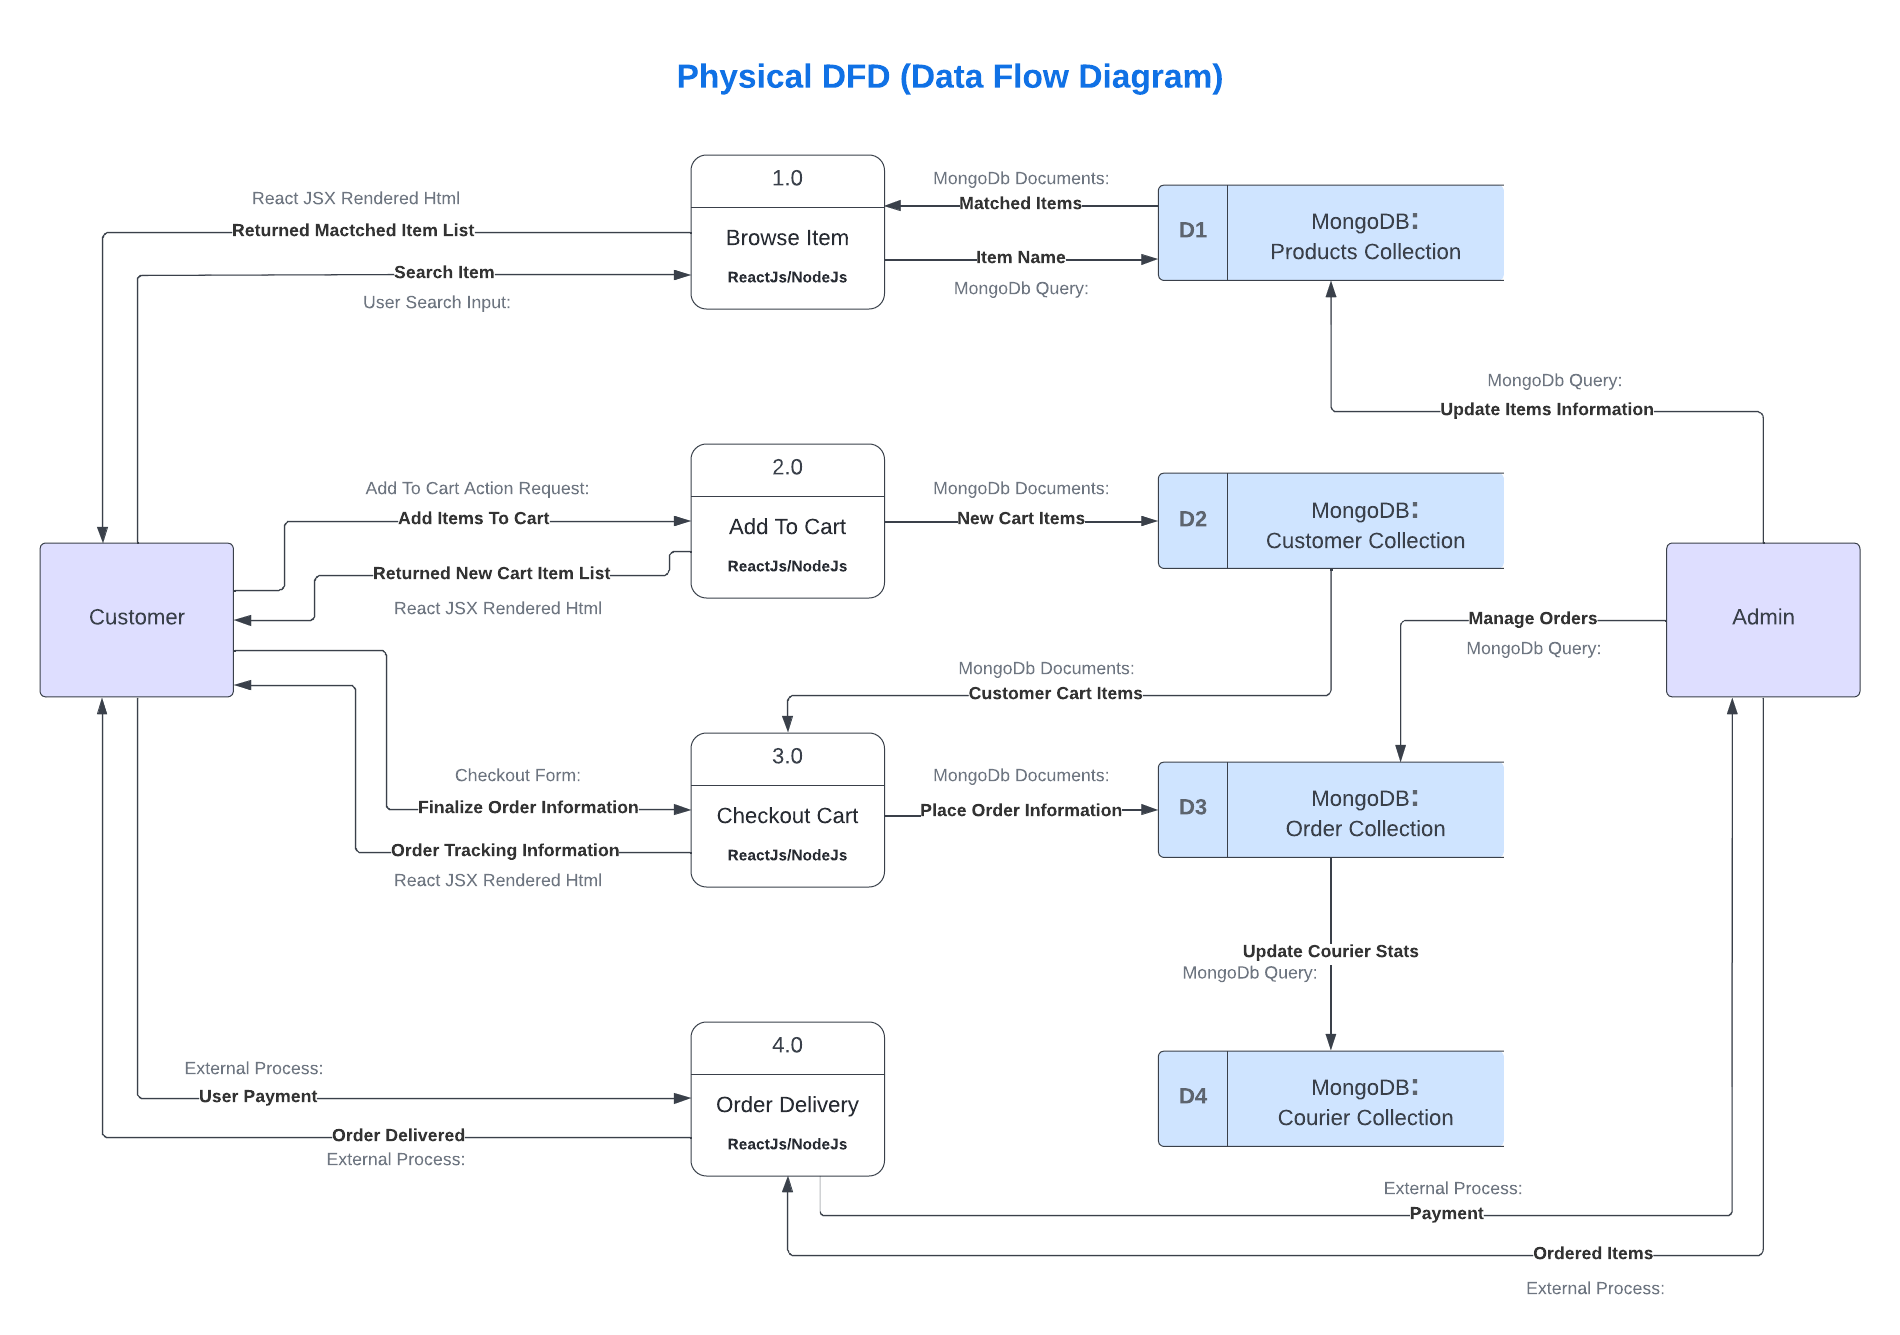 Physical DFD (Data Flow Diagram)
React JSX Rendered Html
Returned Mactched Item List
Search Item
User Search Input:
1.0
Browse Item
ReactJs/NodeJs
MongoDb Documents:
Matched Items
Item Name
MongoDb Query:
D1
MongoDB:
Products Collection
MongoDb Query:
Update Items Information
Add To Cart Action Request:
Add Items To Cart
Returned New Cart Item List
React JSX Rendered Html
2.0
Add To Cart
ReactJs/NodeJs
MongoDb Documents:
New Cart Items
D2
MongoDB:
Customer Collection
Customer
Admin
Manage Orders
MongoDb Query:
MongoDb Documents:
Customer Cart Items
Checkout Form:
Finalize Order Information
Order Tracking Information
React JSX Rendered Html
3.0
Checkout Cart
ReactJs/NodeJs
MongoDb Documents:
Place Order Information
D3
MongoDB:
Order Collection
Update Courier Stats
MongoDb Query:
External Process:
User Payment
Order Delivered
External Process:
4.0
Order Delivery
ReactJs/NodeJs
D4
MongoDB:
Courier Collection
External Process:
Payment
Ordered Items
External Process: